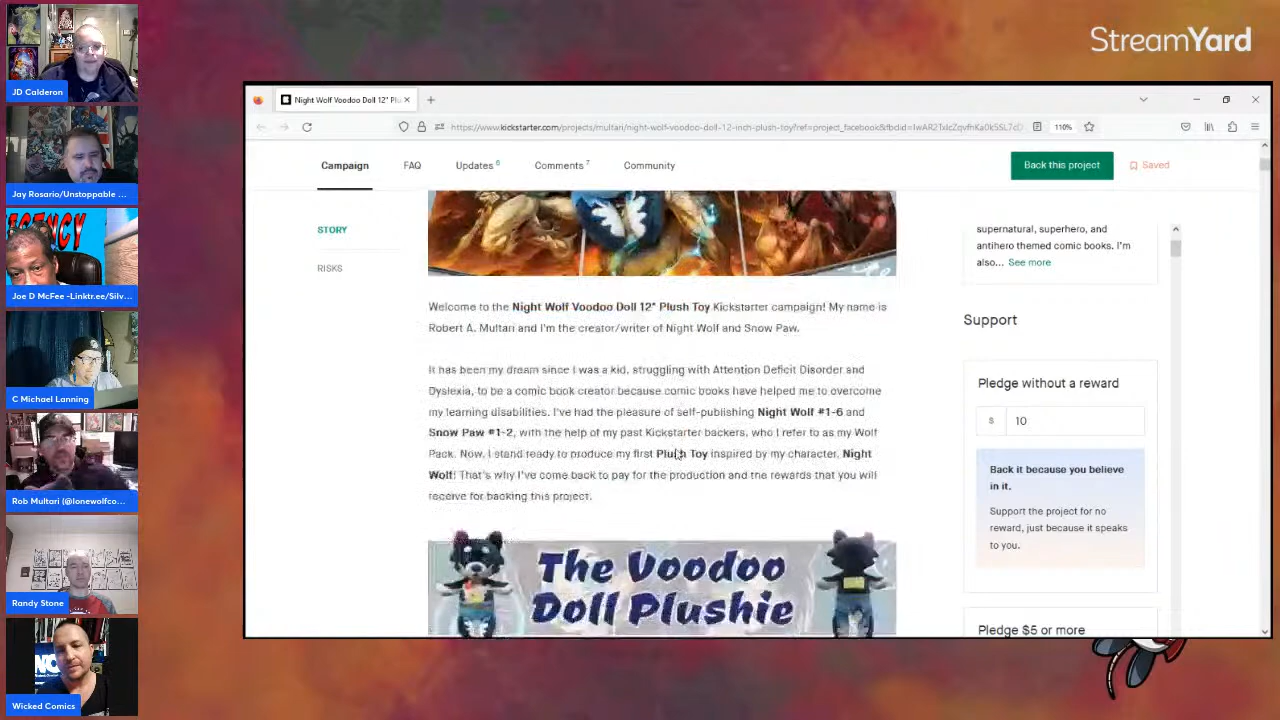 StreamYard
JD Calderon
Jay Rosario/Unstoppable ...
Joe D McFee -Linktr.ee/Silv...
C Michael Lanning
Rob Multari (@lonewolfco...
Randy Stone
Wicked Comics
Night Wolf Voodoo Doll 12" Plu
110%
Campaign
FAQ
Updates 6
Comments 7
Community
Back this project
Saved
STORY
RISKS
Welcome to the Night Wolf Voodoo Doll 12" Plush Toy Kickstarter campaign! My name is
Robert A. Multari and I'm the creator/writer of Night Wolf and Snow Paw.
It has been my dream since I was a kid, struggling with Attention Deficit Disorder and
Dyslexia, to be a comic book creator because comic books have helped me to overcome
my learning disabilities. I've had the pleasure of self-publishing Night Wolf #1-6 and
Snow Paw #1-2, with the help of my past Kickstarter backers, who I refer to as my Wolf
Pack. Now, I stand ready to produce my first Plush Toy inspired by my character, Night
Wolf! That's why I've come back to pay for the production and the rewards that you will
receive for backing this project.
The Voodoo
Doll Plushie
supernatural, superhero, and
antihero themed comic books. I'm
also... See more
Support
Pledge without a reward
$ 10
Back it because you believe
in it.
Support the project for no
reward, just because it speaks
to you.
Pledge $5 or more